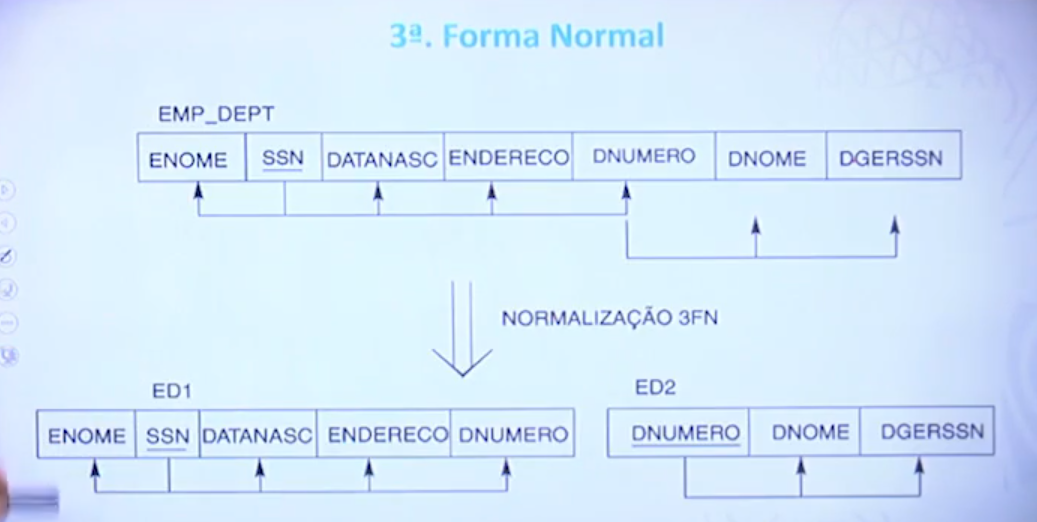 3ª. Forma Normal
EMP_DEPT
ENOME SSN DATANASC ENDERECO DNUMERO DNOME DGERSSN
NORMALIZAÇÃO 3FN
ED1
ENOME SSN DATANASC ENDERECO DNUMERO
ED2
DNUMERO DNOME DGERSSN